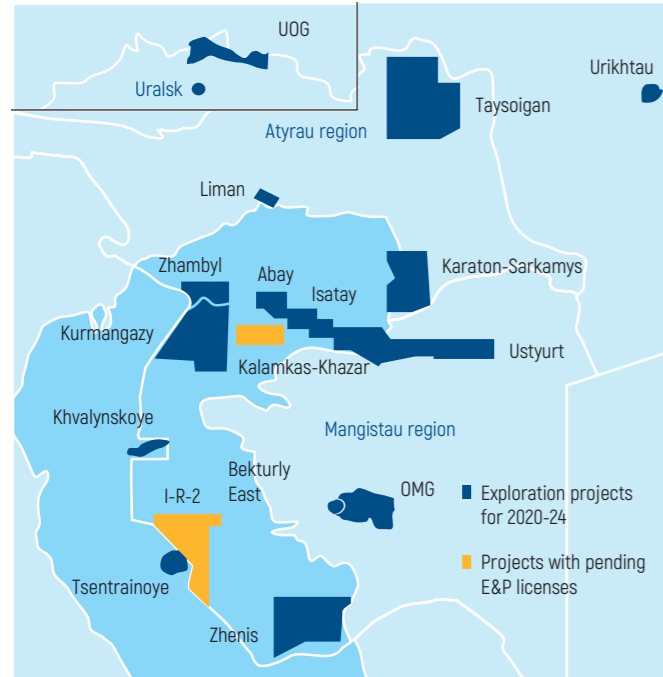 UOG
Uralsk
Urikhtau
Taysoigan
Atyrau region
Liman
Zhambyl
Abay
Isatay
Karaton-Sarkamys
Kurmangazy
Kalamkas-Khazar
Ustyurt
Khvalynskoye
Mangistau region
Bekturly
East
I-R-2
OMG
Exploration projects
for 2020-24
Projects with pending
E&P licenses
Tsentrainoye
Zhenis